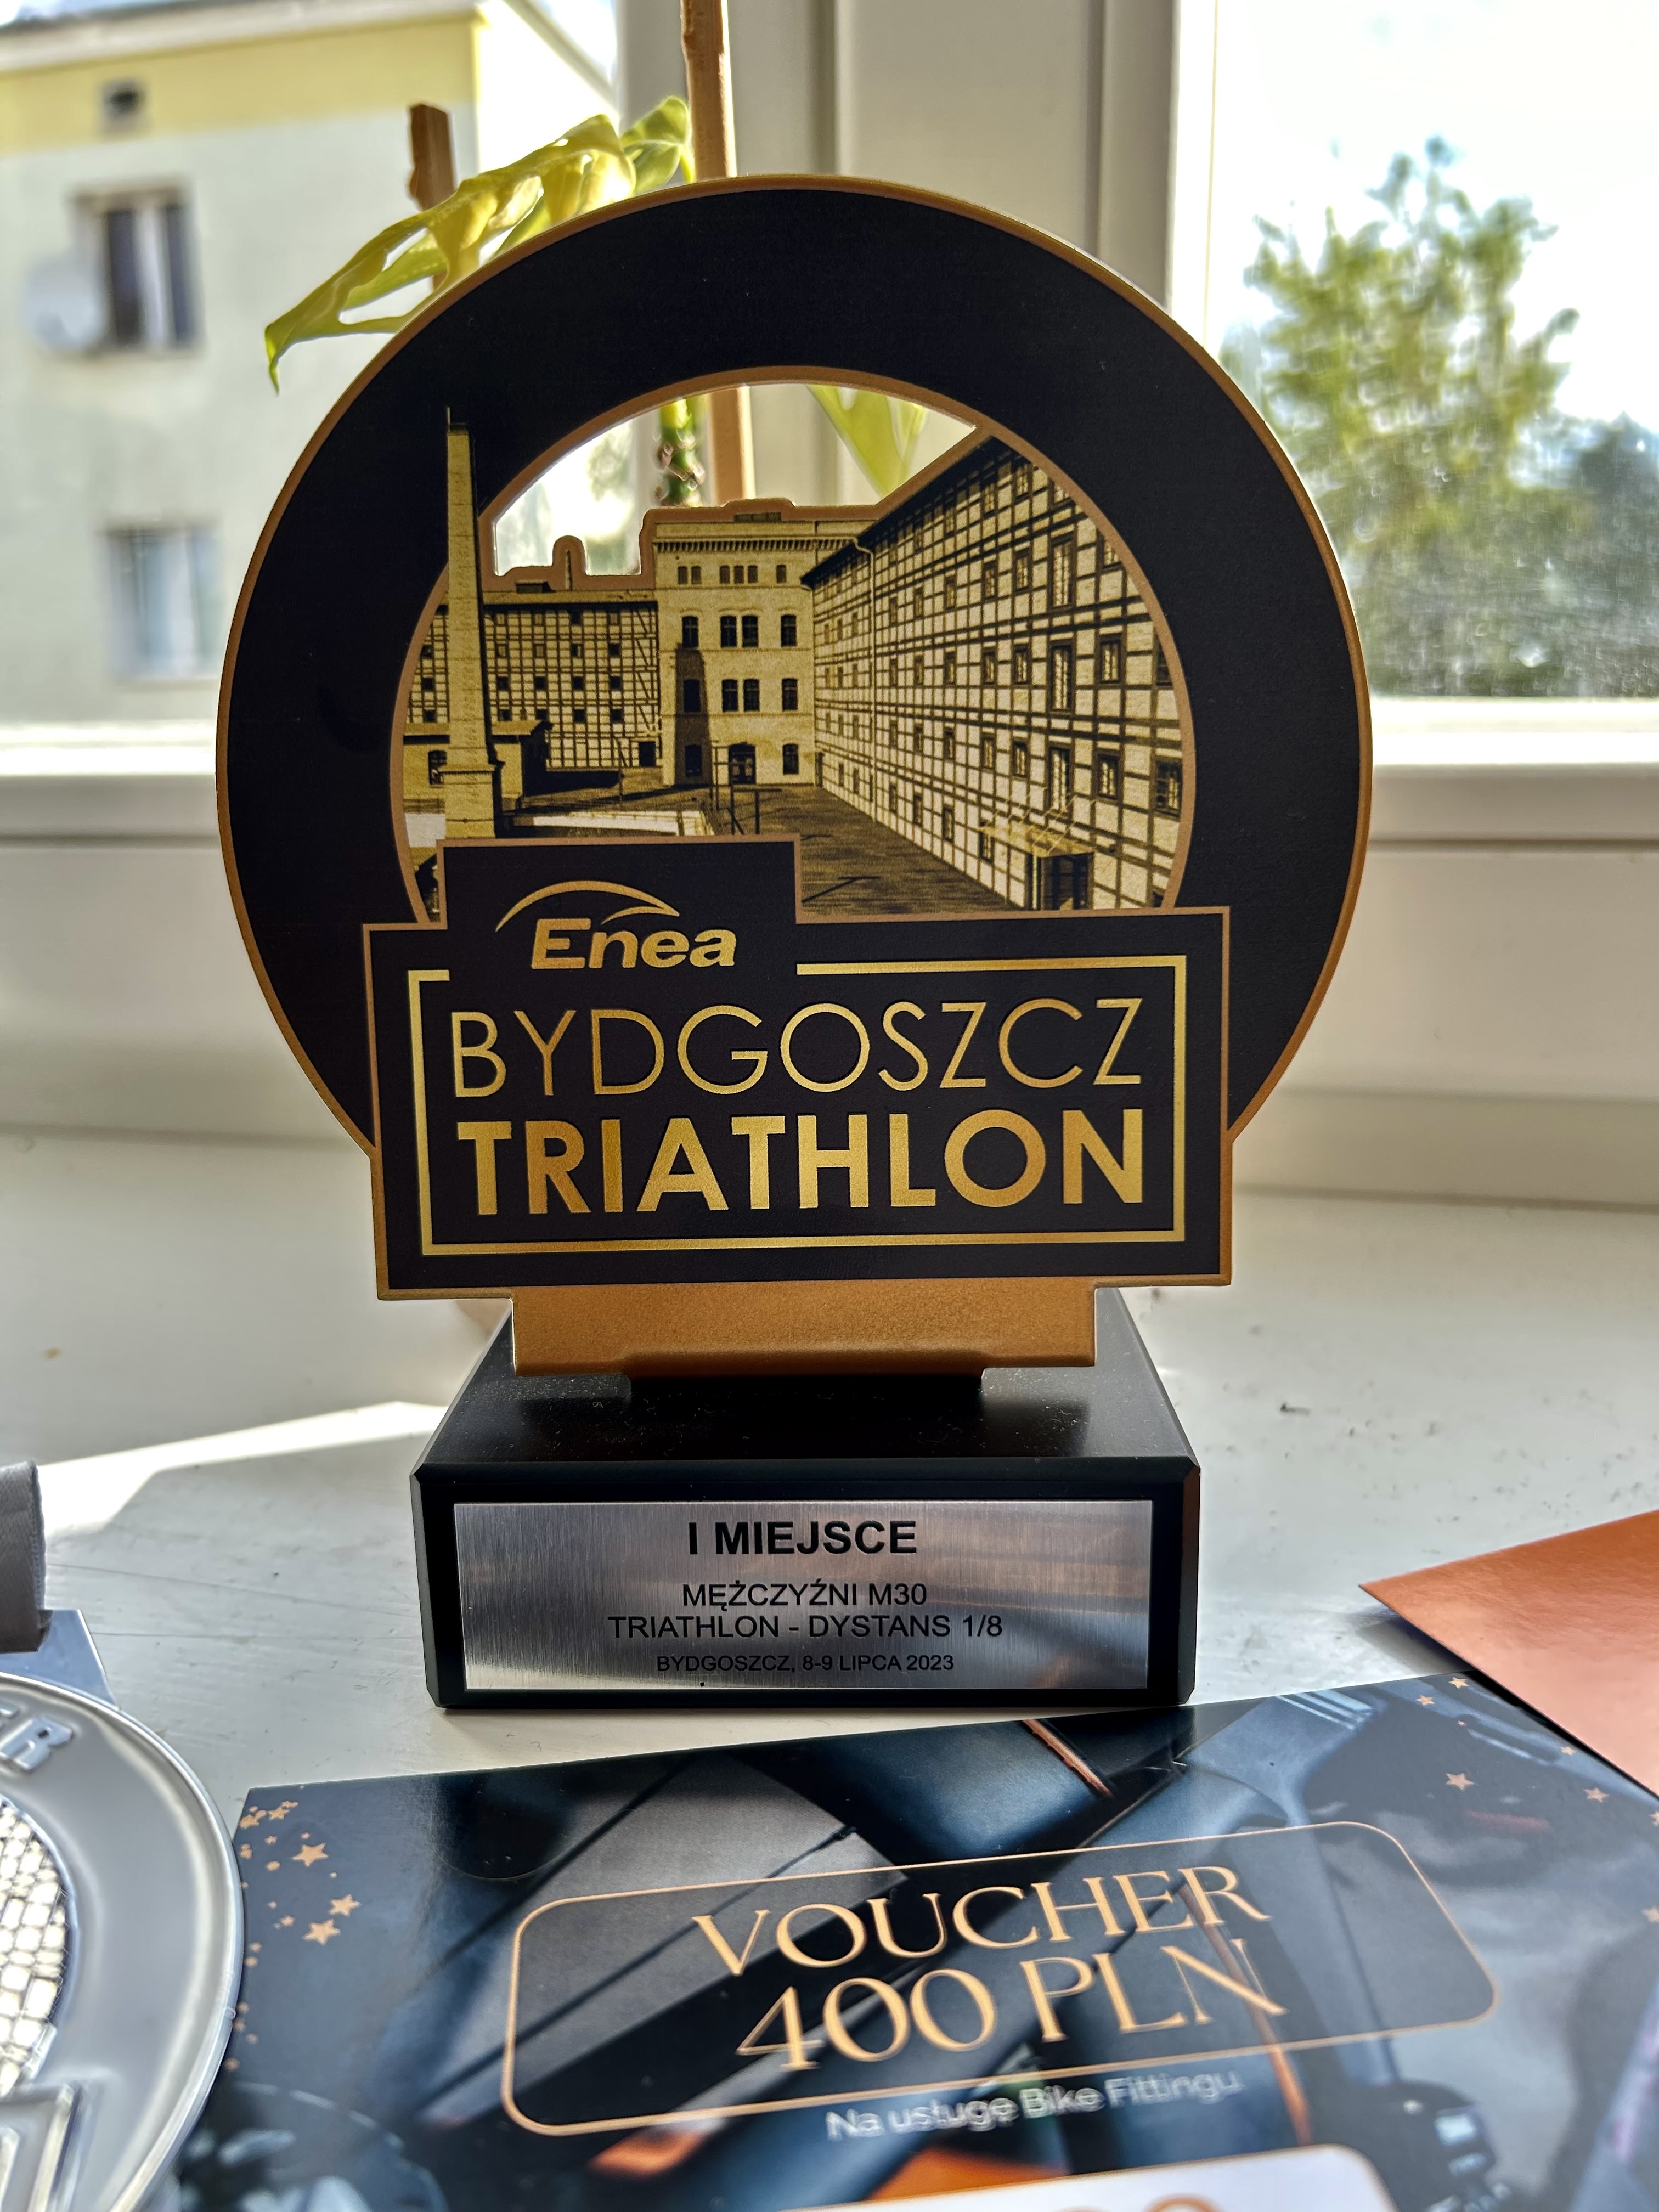 Enea
BYDGOSZCZ
TRIATHLON
I MIEJSCE
MĘŻCZYŹNI M30
TRIATHLON - DYSTANS 1/8
BYDGOSZCZ, 8-9 LIPCA 2023
VOUCHER
400 PLN
Na usługę Bike Fittingu